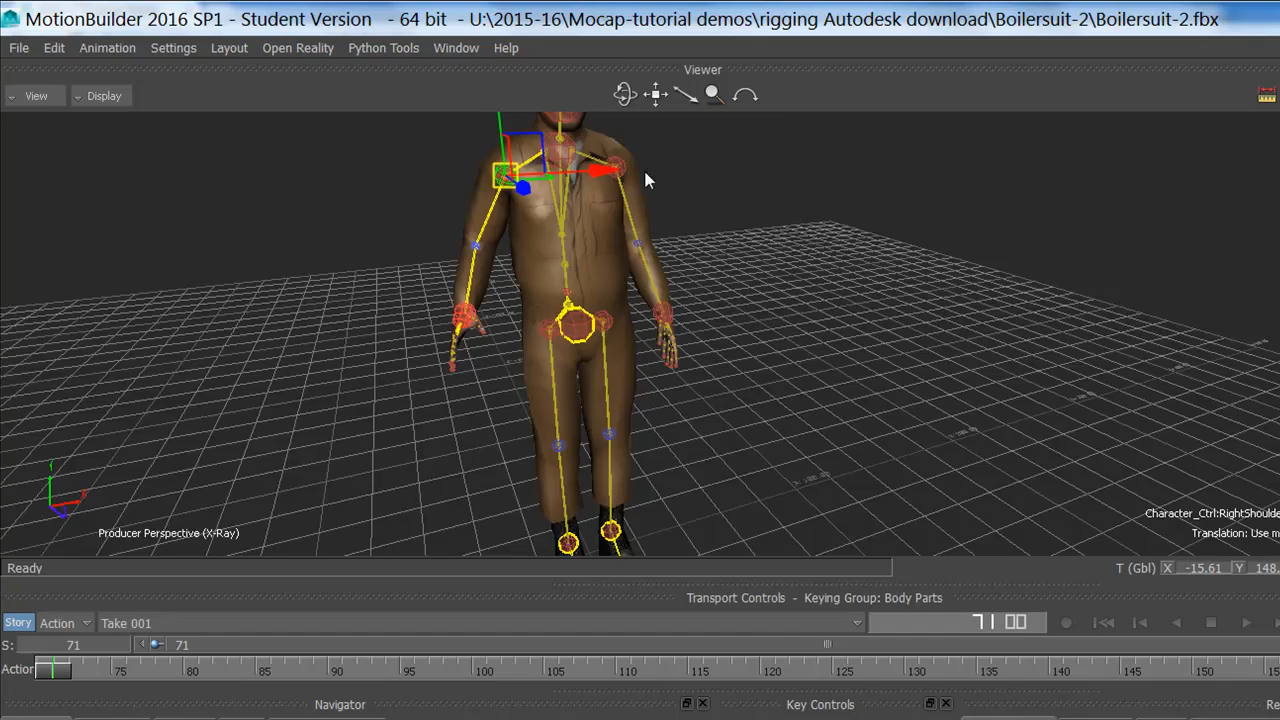 MotionBuilder 2016 SP1 - Student Version - 64 bit - U:\2015-16\Mocap-tutorial demos\rigging Autodesk download\Boilersuit-2\Boilersuit-2.fbx
File Edit Animation Settings Layout Open Reality Python Tools Window Help
Viewer
View Display
Producer Perspective (X-Ray)
Character_Ctrl:RightShoulde
Translation: Use m
Ready
T (Gbl) X -15.61 Y 148.
Transport Controls - Keying Group: Body Parts
Story Action Take 001 71 00
S: 71 71
Action 75 80 85 90 95 100 105 110 115 120 125 130 135 140 145 150 15
Navigator Key Controls Re